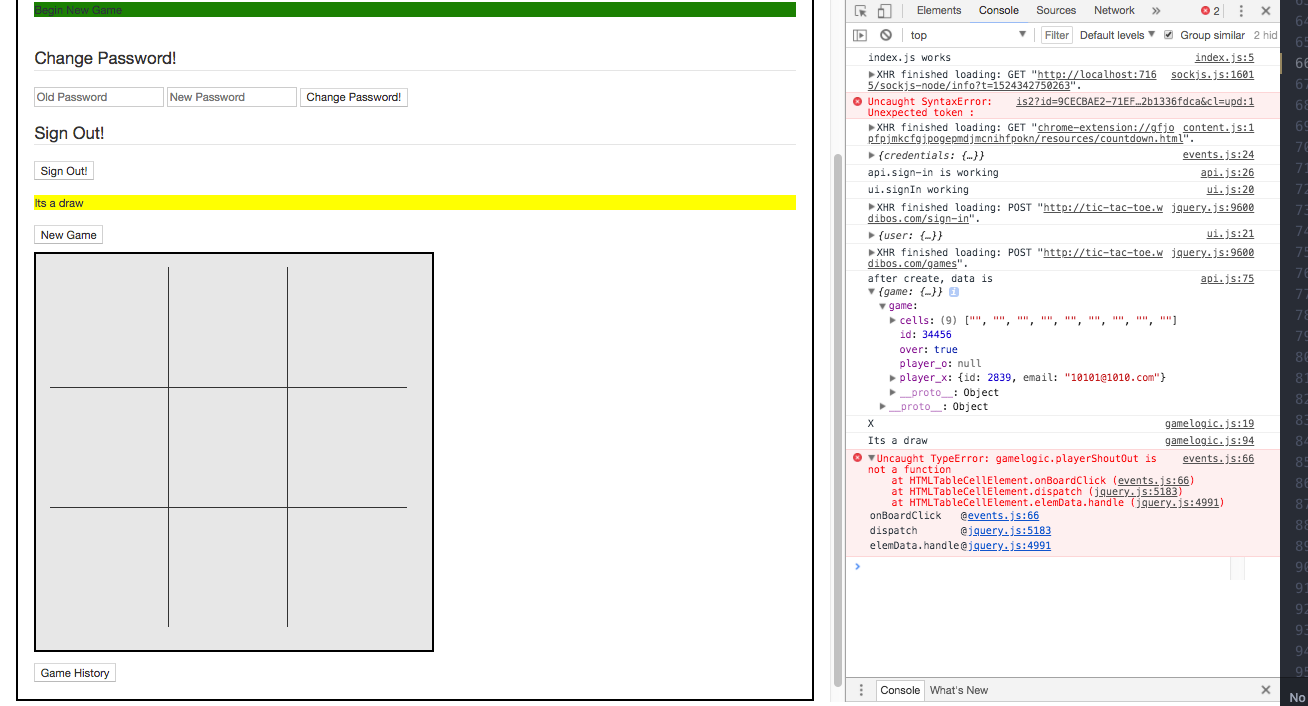 Begin New Game
Change Password!
Old Password New Password Change Password!
Sign Out!
Sign Out!
Its a draw
New Game
Game History
Elements Console Sources Network » 2
top Filter Default levels Group similar 2 hid
index.js works index.js:5
XHR finished loading: GET "http://localhost:716 sockjs.js:1601
5/sockjs-node/info?t=1524342750263".
Uncaught SyntaxError: is2?id=9CECBAE2-71EF…2b1336fdca&cl=upd:1
Unexpected token :
XHR finished loading: GET "chrome-extension://gfjo content.js:1
pfpjmkcfgjpogepmdjmcnihfpokn/resources/countdown.html".
{credentials: {…}} events.js:24
api.sign-in is working api.js:26
ui.signIn working ui.js:20
XHR finished loading: POST "http://tic-tac-toe.w jquery.js:9600
dibos.com/sign-in".
{user: {…}} ui.js:21
XHR finished loading: POST "http://tic-tac-toe.w jquery.js:9600
dibos.com/games".
after create, data is api.js:75
{game: {…}} i
game:
cells: (9) ["", "", "", "", "", "", "", "", ""]
id: 34456
over: true
player_o: null
player_x: {id: 2839, email: "10101@1010.com"}
__proto__: Object
__proto__: Object
X gamelogic.js:19
Its a draw gamelogic.js:94
Uncaught TypeError: gamelogic.playerShoutOut is events.js:66
not a function
at HTMLTableCellElement.onBoardClick (events.js:66)
at HTMLTableCellElement.dispatch (jquery.js:5183)
at HTMLTableCellElement.elemData.handle (jquery.js:4991)
onBoardClick @events.js:66
dispatch @jquery.js:5183
elemData.handle@jquery.js:4991
Console What's New
No